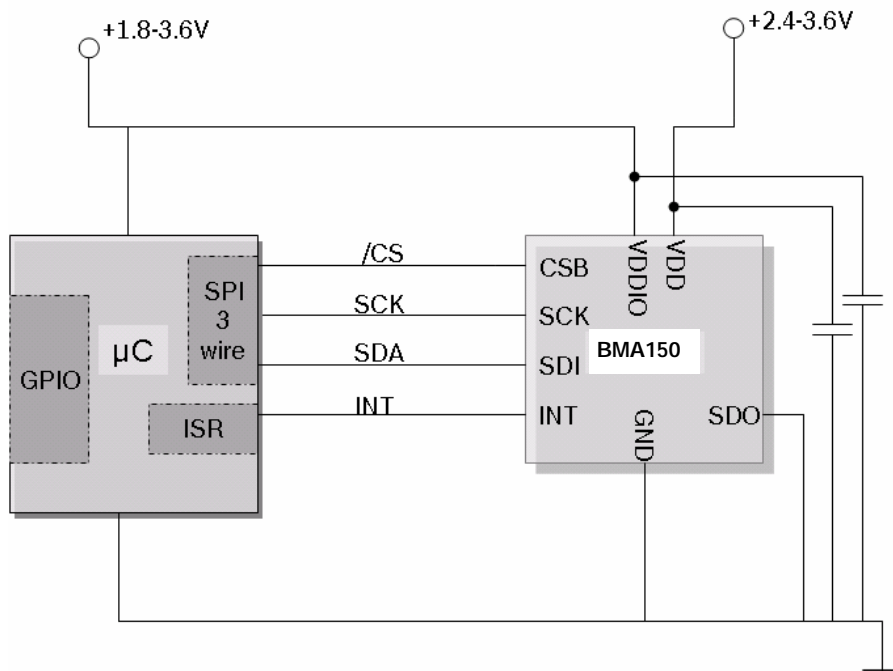 +1.8-3.6V
+2.4-3.6V
/CS
SCK
SDA
INT
SPI
3
wire
µC
GPIO
ISR
CSB
SCK
SDI
INT
VDDIO
VDD
BMA150
GND
SDO